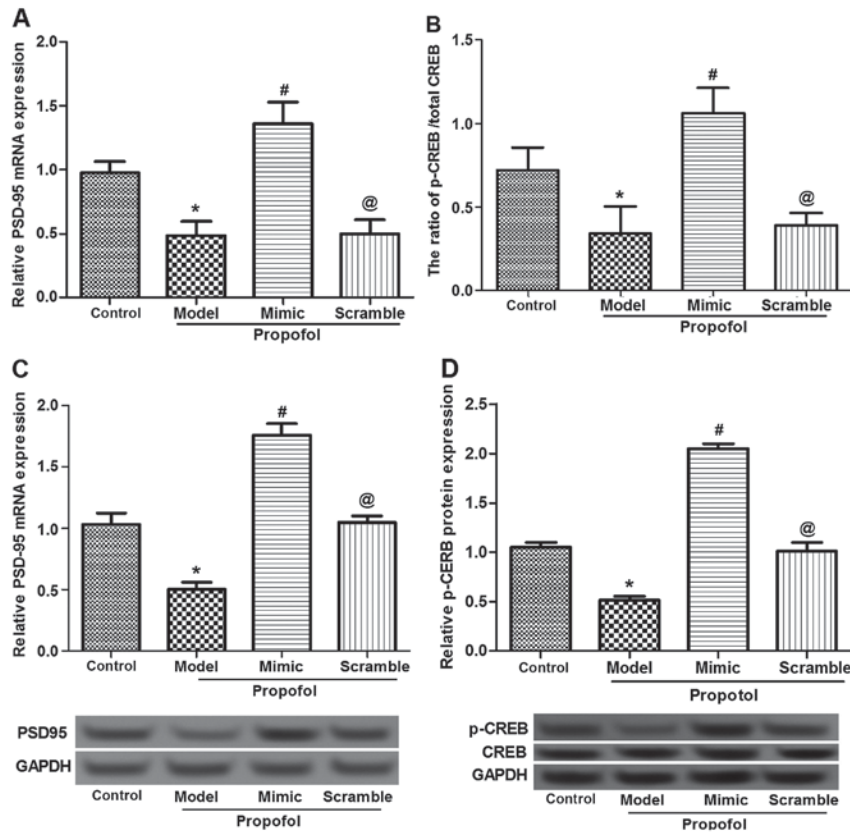 A
Relative PSD-95 mRNA expression
2.0
1.5
1.0
0.5
0.0
*
#
@
Control Model Mimic Scramble
Propofol
B
The ratio of p-CREB /total CREB
1.5
1.0
0.5
0.0
*
#
@
Control Model Mimic Scramble
Propofol
C
Relative PSD-95 mRNA expression
2.0
1.5
1.0
0.5
0.0
*
#
@
Control Model Mimic Scramble
Propofol
PSD95
GAPDH
Control Model Mimic Scramble
Propofol
D
Relative p-CERB protein expression
2.5
2.0
1.0
0.5
0.0
*
#
@
Control Model Mimic Scramble
Propotol
p-CREB
CREB
GAPDH
Control Model Mimic Scramble
Propofol